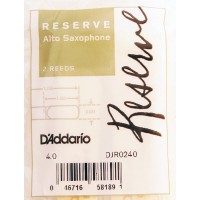 RESERVE
Alto Saxophone
2 REEDS
Reserve
D'Addario
4.0 DJR0240
0 46716 58189 1